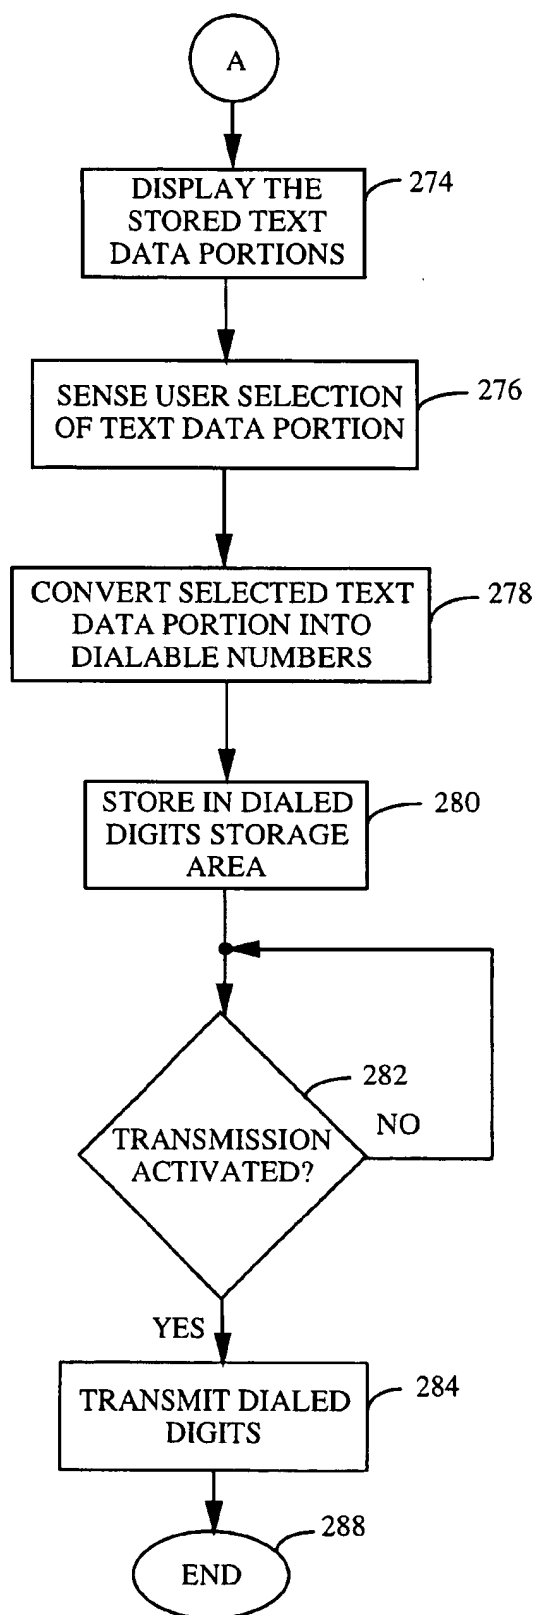 A
DISPLAY THE
STORED TEXT
DATA PORTIONS
274
SENSE USER SELECTION
OF TEXT DATA PORTION
276
CONVERT SELECTED TEXT
DATA PORTION INTO
DIALABLE NUMBERS
278
STORE IN DIALED
DIGITS STORAGE
AREA
280
282
TRANSMISSION
ACTIVATED?
NO
YES
TRANSMIT DIALED
DIGITS
284
288
END